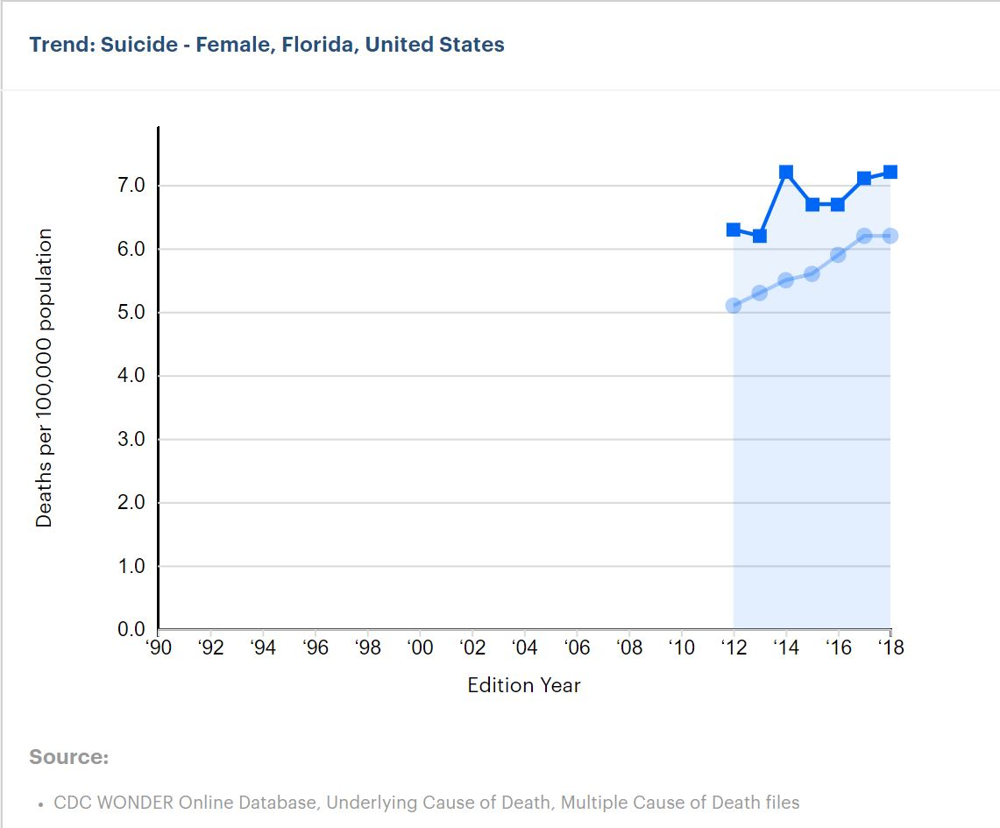 Trend: Suicide - Female, Florida, United States
Deaths per 100,000 population
7.0
6.0
5.0
4.0
3.0
2.0
1.0
0.0
‘90 ‘92 ‘94 ‘96 ‘98 ‘00 ‘02 ‘04 ‘06 ‘08 ‘10 ‘12 ‘14 ‘16 ‘18
Edition Year
Source:
• CDC WONDER Online Database, Underlying Cause of Death, Multiple Cause of Death files